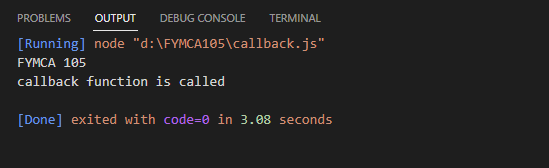 PROBLEMS OUTPUT DEBUG CONSOLE TERMINAL
[Running] node "d:\FYMCA105\callback.js"
FYMCA 105
callback function is called
[Done] exited with code=0 in 3.08 seconds